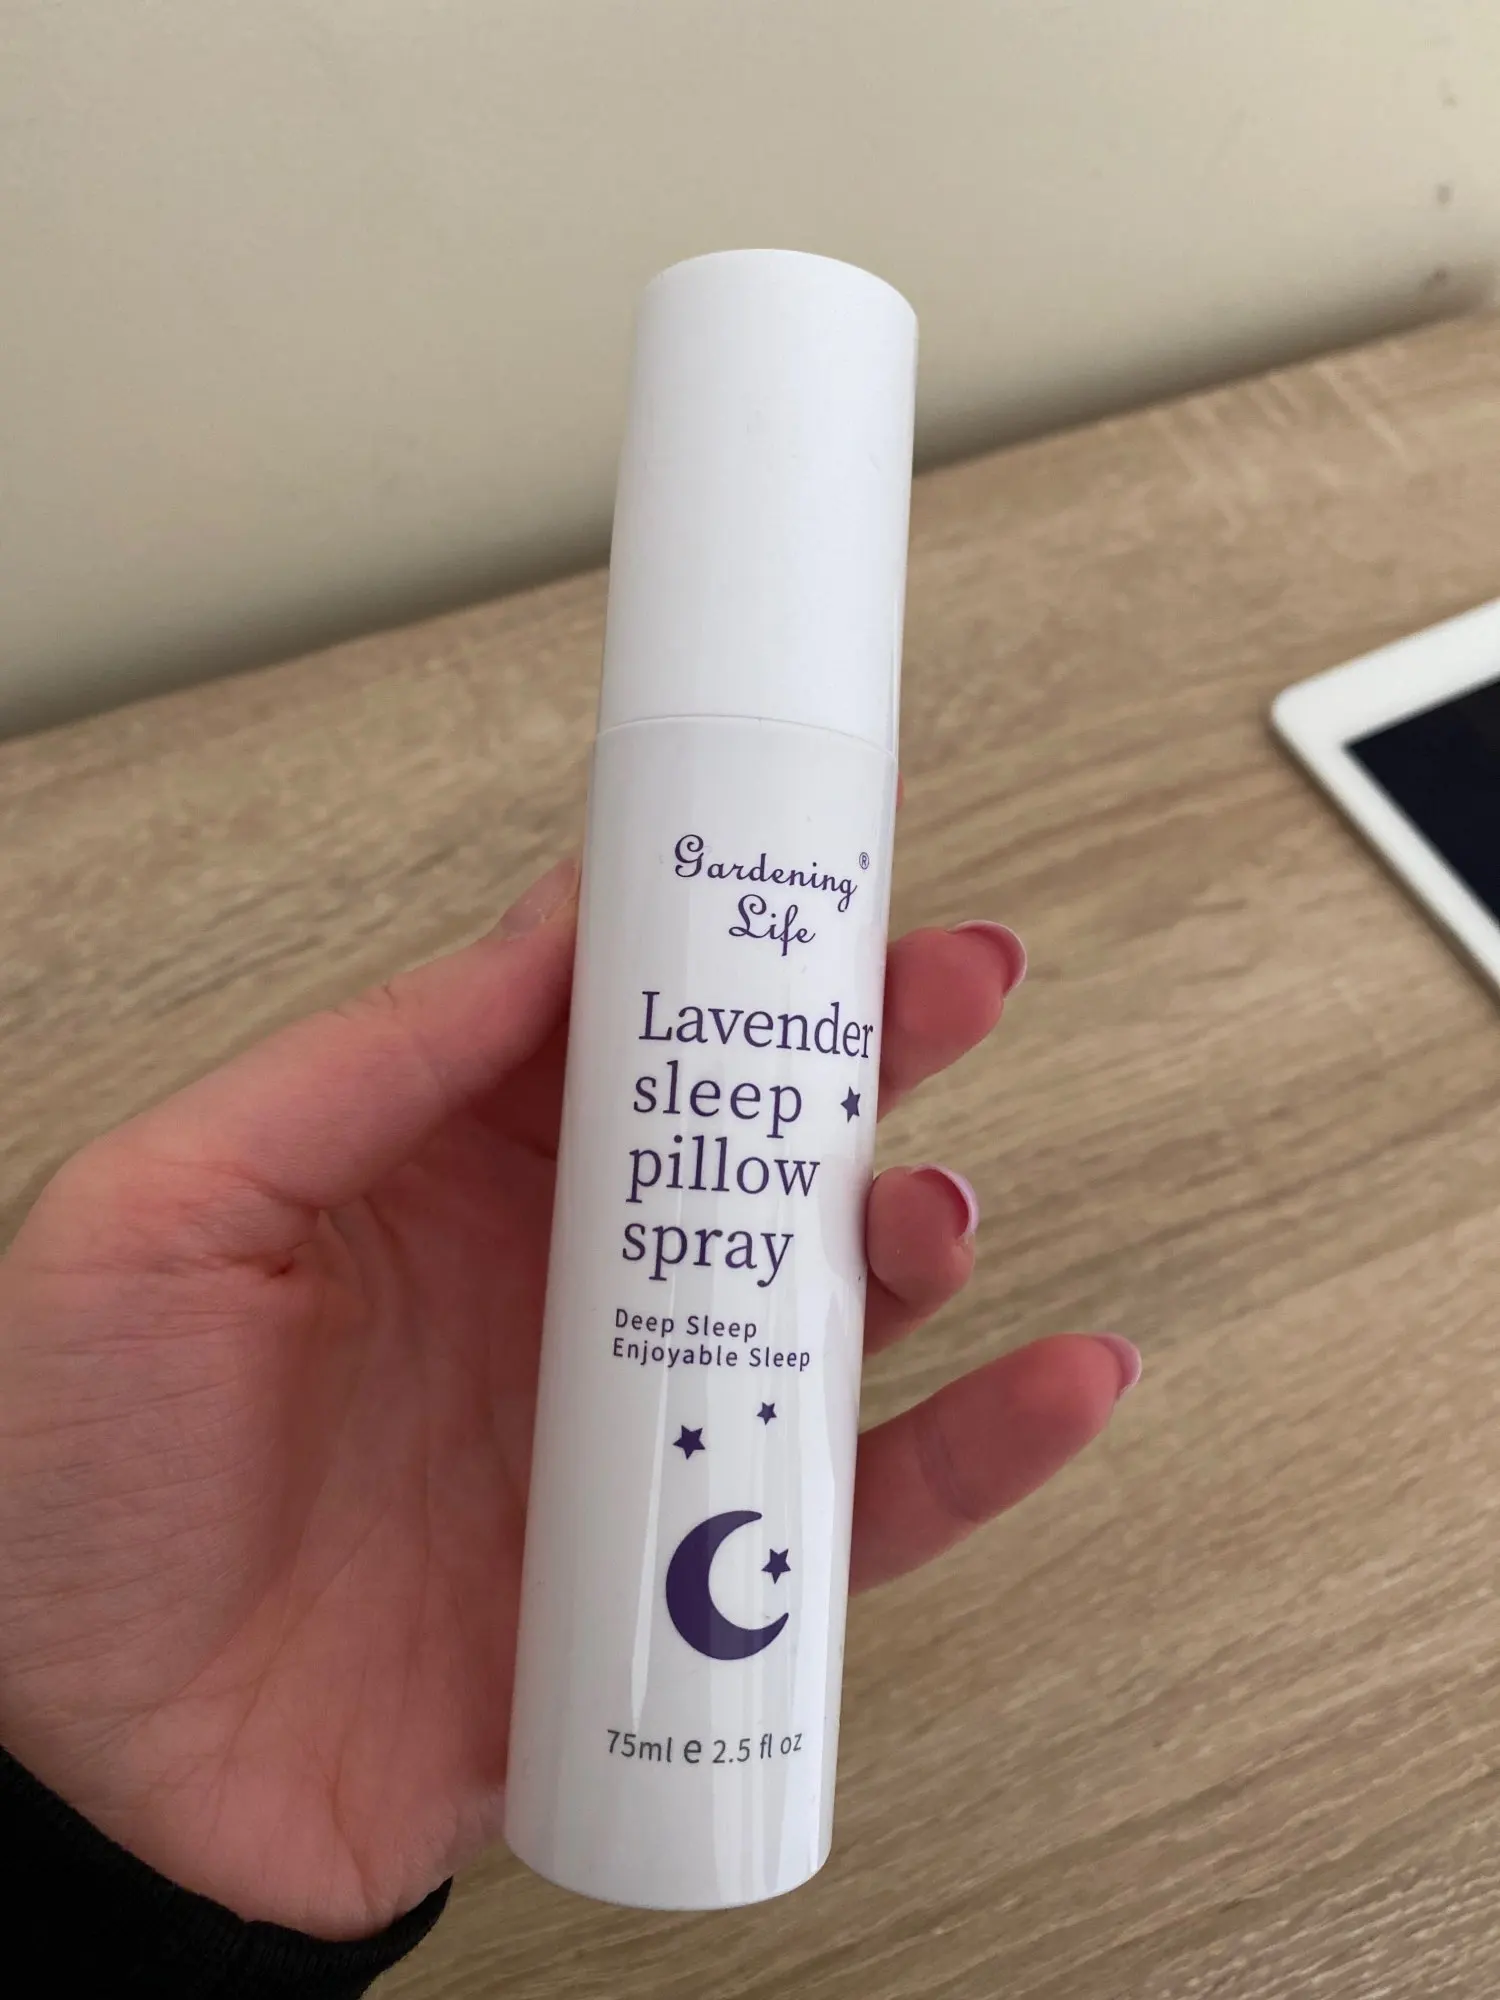 Gardening®
Life
Lavender
sleep
pillow
spray
Deep Sleep
Enjoyable Sleep
75ml e 2.5 fl oz